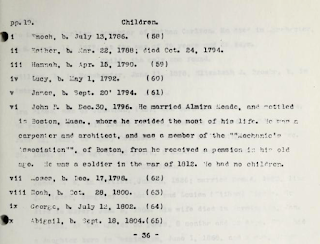 pp.19. Children.
i Enoch, b. July 13,1786. (58)
ii Esther, b. Mar. 22, 1788; died Oct. 24, 1794.
iii Hannah, b. Apr. 15, 1790. (59)
iv Lucy, b. May 1, 1792. (60)
v James, b. Sept. 20' 1794. (61)
vi John b. Dec.30, 1796. He married Almira Meade, and settled
in Boston, Mass., where he resided the most of his life. He was a
carpenter and architect, and was a member of the ""Mechanic's
Association"", of Boston, from he received a pension in his old
age. He was a soldier in the war of 1812. He had no children.
vii Moses, b. Dec. 17,1798. (62)
viii Noah, b. Oct. 28, 1800. (63)
ix George, b. July 12, 1802. (64)
x Abigail, b. Sept. 18, 1804.(65)
- 36 -